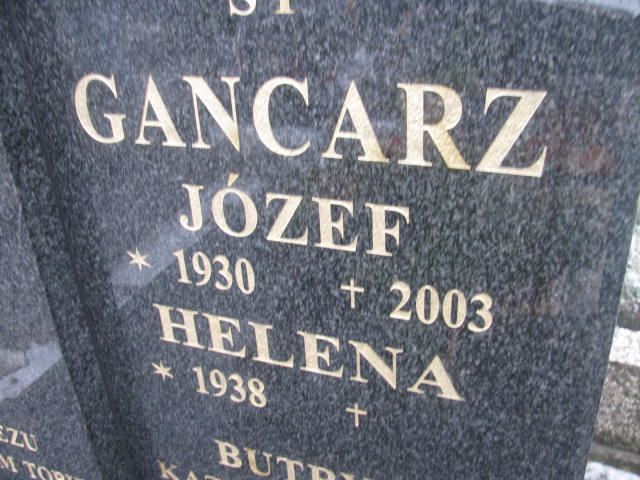 GANCARZ
JÓZEF
* 1930 † 2003
HELENA
* 1938 †